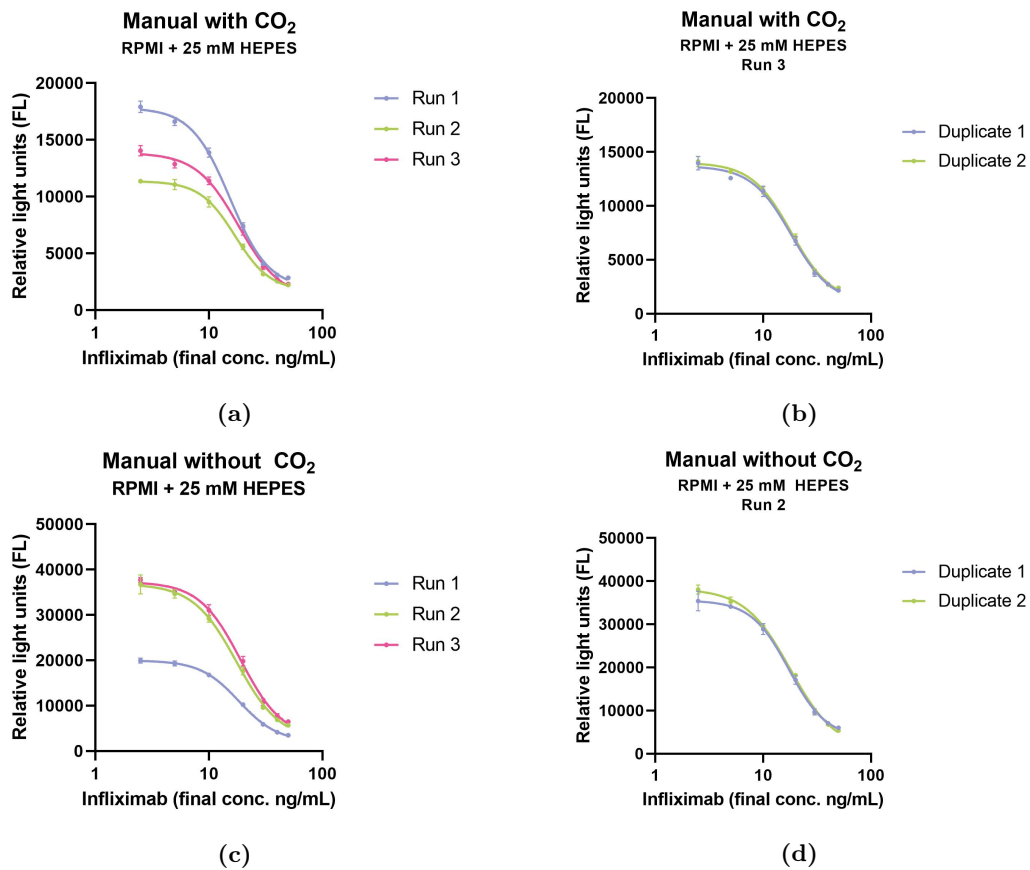 Manual with CO₂
RPMI + 25 mM HEPES
Relative light units (FL)
20000
15000
10000
5000
0
1
10
100
Infliximab (final conc. ng/mL)
Run 1
Run 2
Run 3
(a)
Manual with CO₂
RPMI + 25 mM HEPES
Run 3
Relative light units (FL)
20000
15000
10000
5000
0
1
10
100
Infliximab (final conc. ng/mL)
Duplicate 1
Duplicate 2
(b)
Manual without CO₂
RPMI + 25 mM HEPES
Relative light units (FL)
50000
40000
30000
20000
10000
0
1
10
100
Infliximab (final conc. ng/mL)
Run 1
Run 2
Run 3
(c)
Manual without CO₂
RPMI + 25 mM HEPES
Run 2
Relative light units (FL)
50000
40000
30000
20000
10000
0
1
10
100
Infliximab (final conc. ng/mL)
Duplicate 1
Duplicate 2
(d)